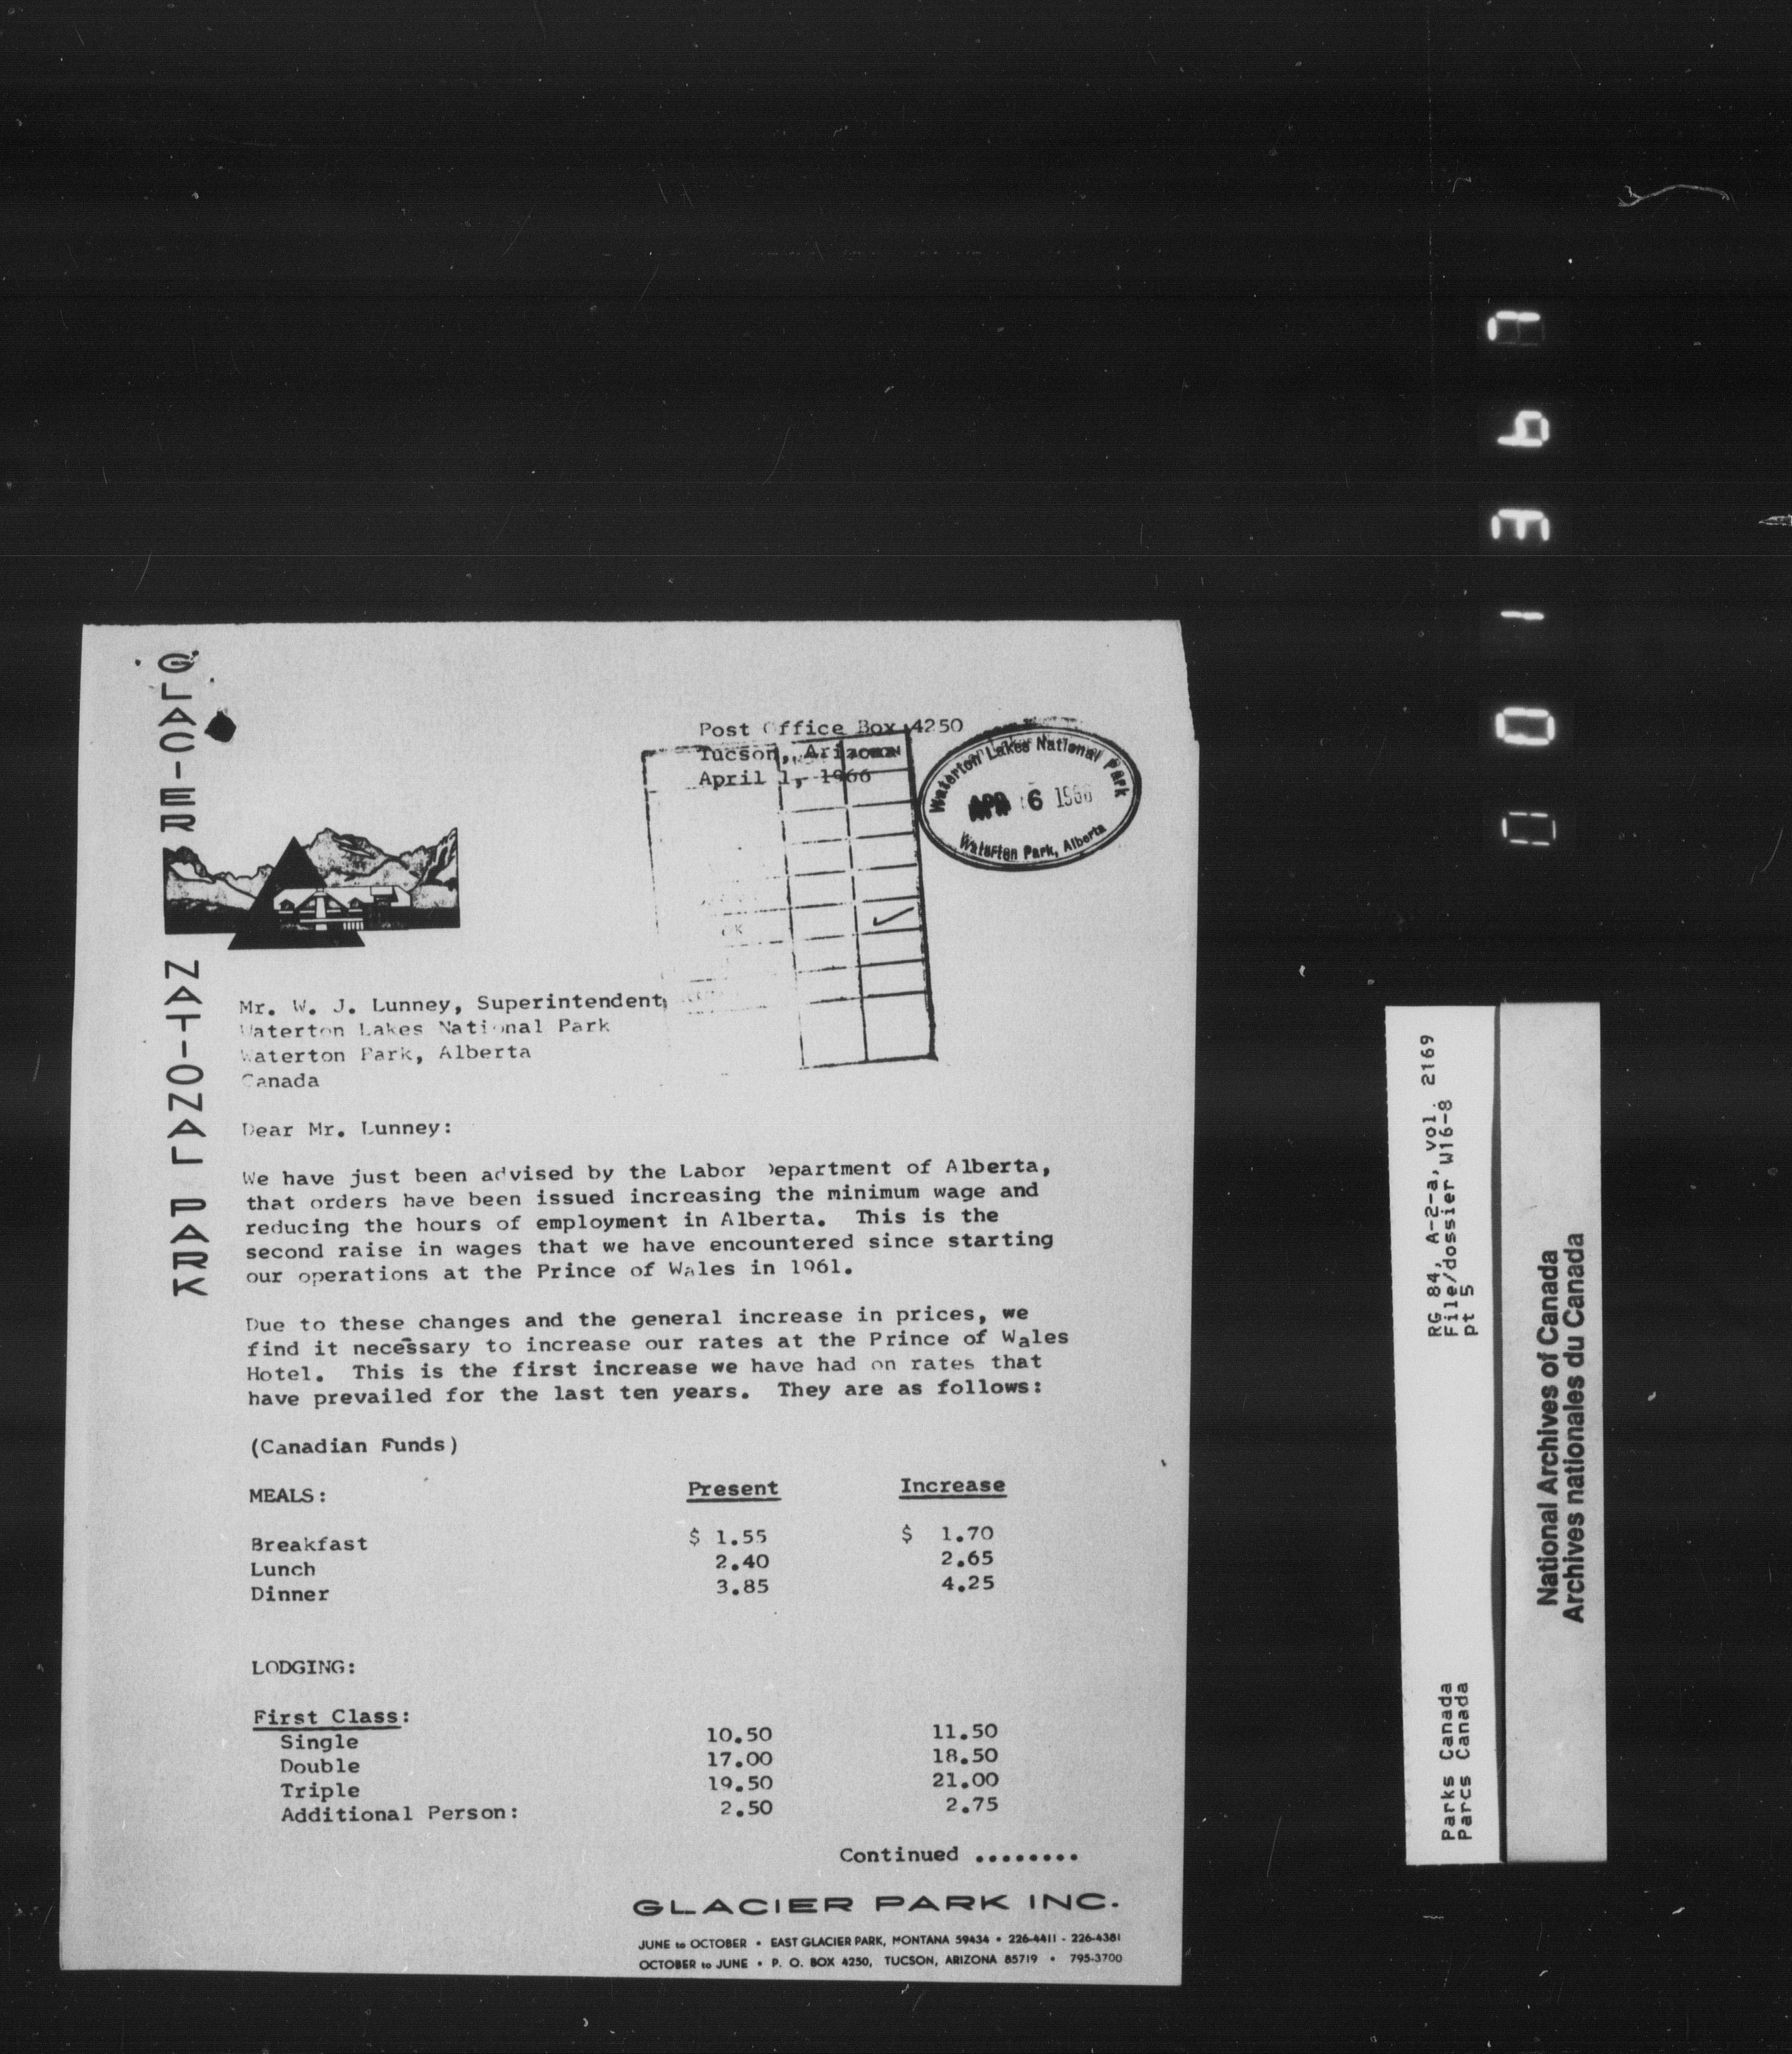 GLACIER NATIONAL PARK
Post Office Box 4250
Tucson, Arizona
April 1, 1966
Waterton Lakes National Park
APR 6 1966
Waterton Park, Alberta
Mr. W. J. Lunney, Superintendent,
Waterton Lakes National Park
Waterton Park, Alberta
Canada
Dear Mr. Lunney:
We have just been advised by the Labor Department of Alberta,
that orders have been issued increasing the minimum wage and
reducing the hours of employment in Alberta. This is the
second raise in wages that we have encountered since starting
our operations at the Prince of Wales in 1961.
Due to these changes and the general increase in prices, we
find it necessary to increase our rates at the Prince of Wales
Hotel. This is the first increase we have had on rates that
have prevailed for the last ten years. They are as follows:
(Canadian Funds)
MEALS: Present Increase
Breakfast $ 1.55 $ 1.70
Lunch 2.40 2.65
Dinner 3.85 4.25
LODGING:
First Class:
Single 10.50 11.50
Double 17.00 18.50
Triple 19.50 21.00
Additional Person: 2.50 2.75
Continued ........
GLACIER PARK INC.
JUNE to OCTOBER • EAST GLACIER PARK, MONTANA 59434 • 226-4411 - 226-4381
OCTOBER to JUNE • P. O. BOX 4250, TUCSON, ARIZONA 85719 • 795-3700
RG 84, A-2-a, vol. 2169
File/dossier W16-8
pt 5
Parks Canada
Parcs Canada
National Archives of Canada
Archives nationales du Canada